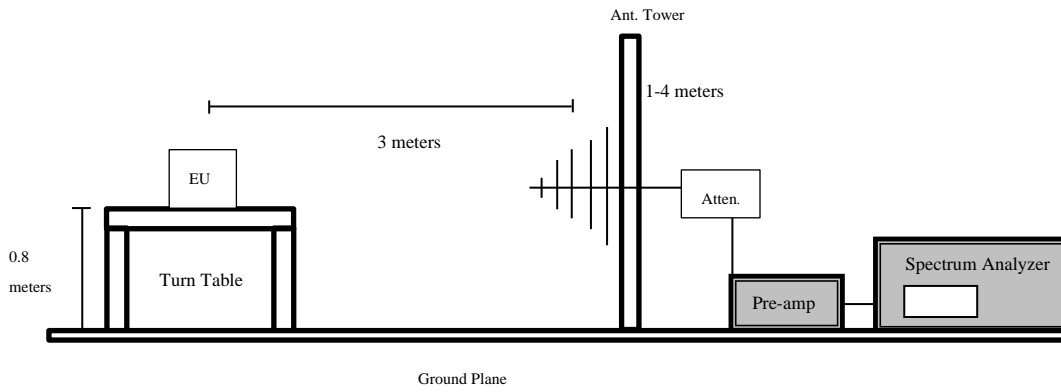 Ant. Tower
1-4 meters
3 meters
EU
Atten.
0.8
meters
Turn Table
Spectrum Analyzer
Pre-amp
Ground Plane